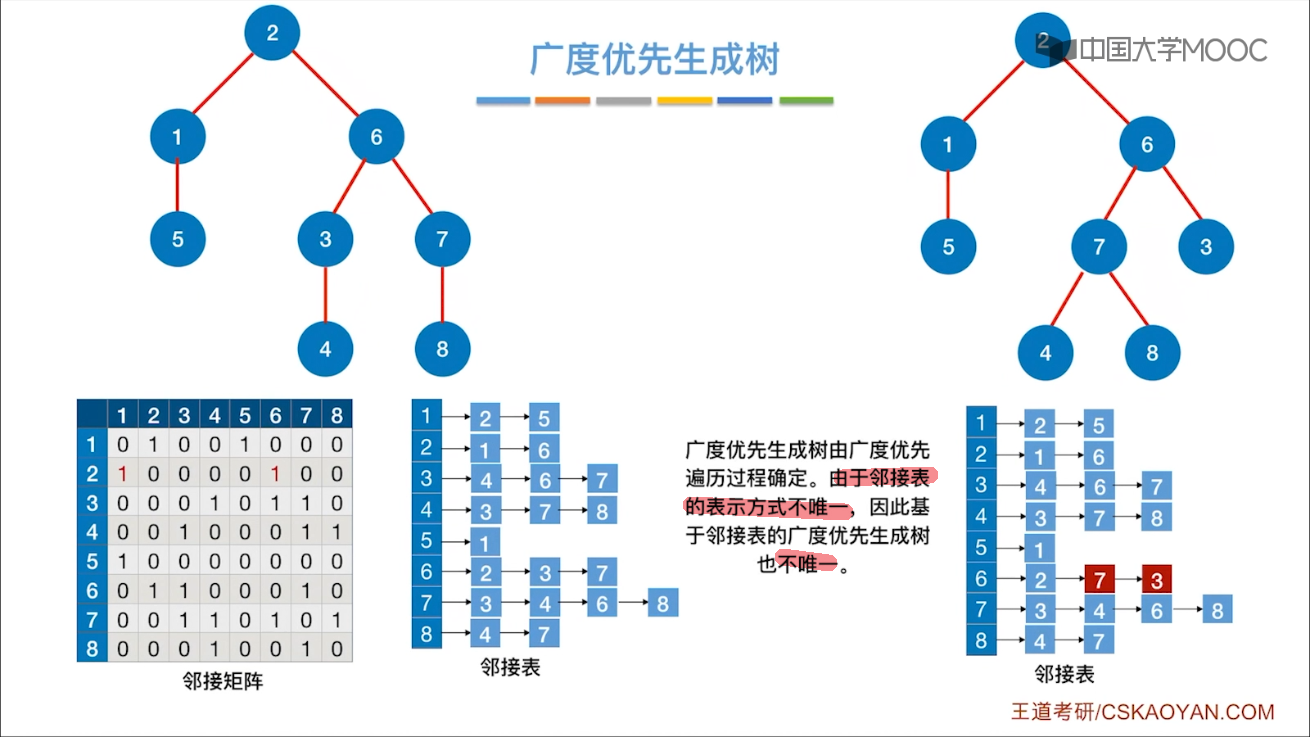 广度优先生成树
中国大学MOOC
2
1 6
5 3 7
4 8
2
1 6
5 7 3
4 8
1 2 3 4 5 6 7 8
1 0 1 0 0 1 0 0 0
2 1 0 0 0 0 1 0 0
3 0 0 0 1 0 1 1 0
4 0 0 1 0 0 0 1 1
5 1 0 0 0 0 0 0 0
6 0 1 1 0 0 0 1 0
7 0 0 1 1 0 1 0 1
8 0 0 0 1 0 0 1 0
邻接矩阵
1 2 5
2 1 6
3 4 6 7
4 3 7 8
5 1
6 2 3 7
7 3 4 6 8
8 4 7
邻接表
广度优先生成树由广度优先
遍历过程确定。由于邻接表
的表示方式不唯一，因此基
于邻接表的广度优先生成树
也不唯一。
1 2 5
2 1 6
3 4 6 7
4 3 7 8
5 1
6 2 7 3
7 3 4 6 8
8 4 7
邻接表
王道考研/CSKAOYAN.COM